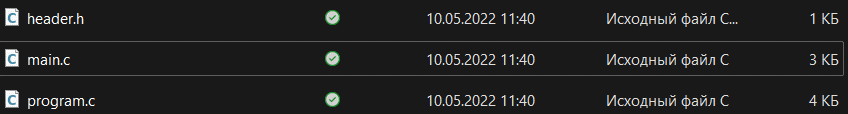 header.h 10.05.2022 11:40 Исходный файл C... 1 КБ
main.c 10.05.2022 11:40 Исходный файл C 3 КБ
program.c 10.05.2022 11:40 Исходный файл C 4 КБ